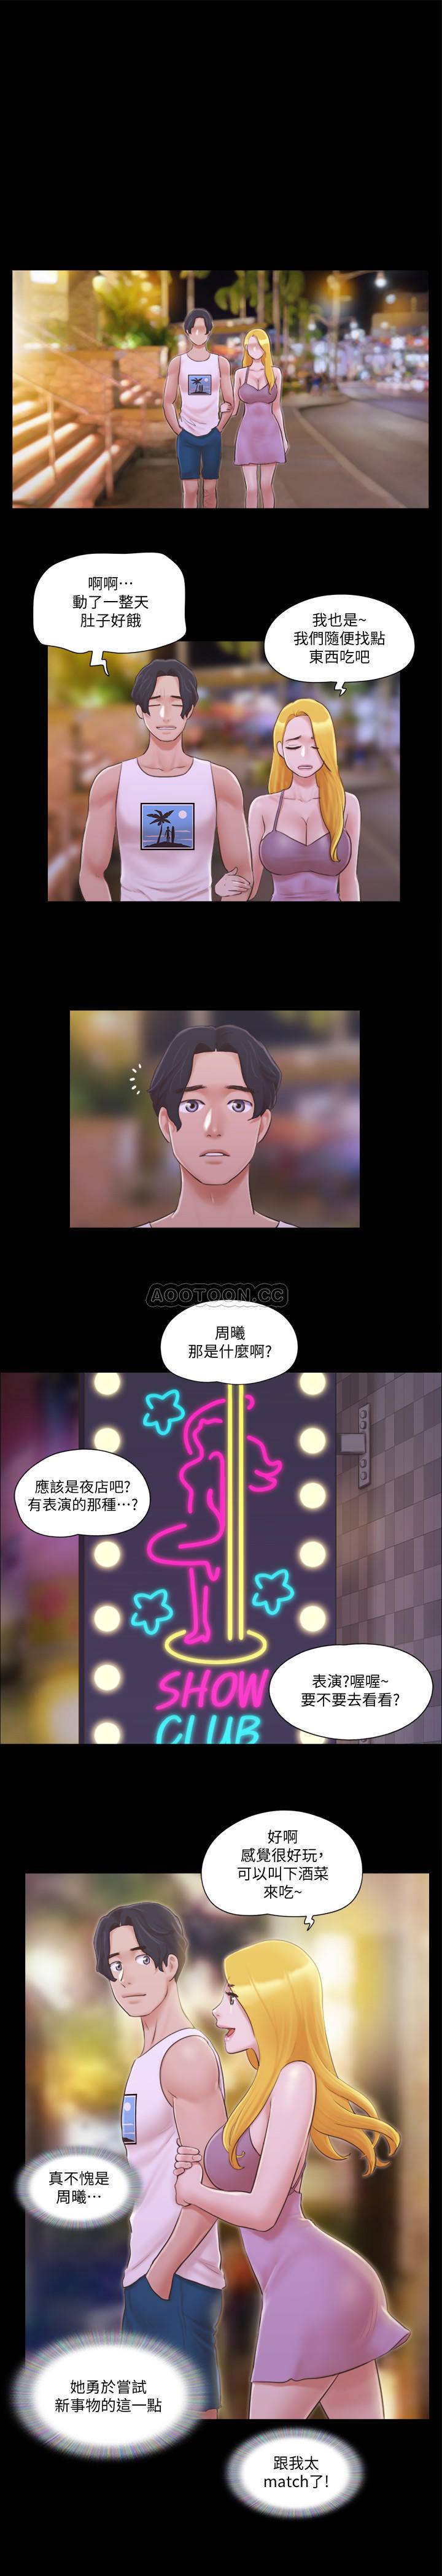 啊啊⋯
動了一整天
肚子好餓
我也是~
我們隨便找點
東西吃吧
AOOTOON.CC
周曦
那是什麼啊?
應該是夜店吧?
有表演的那種⋯?
SHOW
CLUB
表演?喔喔~
要不要去看看?
好啊
感覺很好玩,
可以叫下酒菜
來吃~
真不愧是
周曦⋯
她勇於嘗試
新事物的這一點
跟我太
match了!